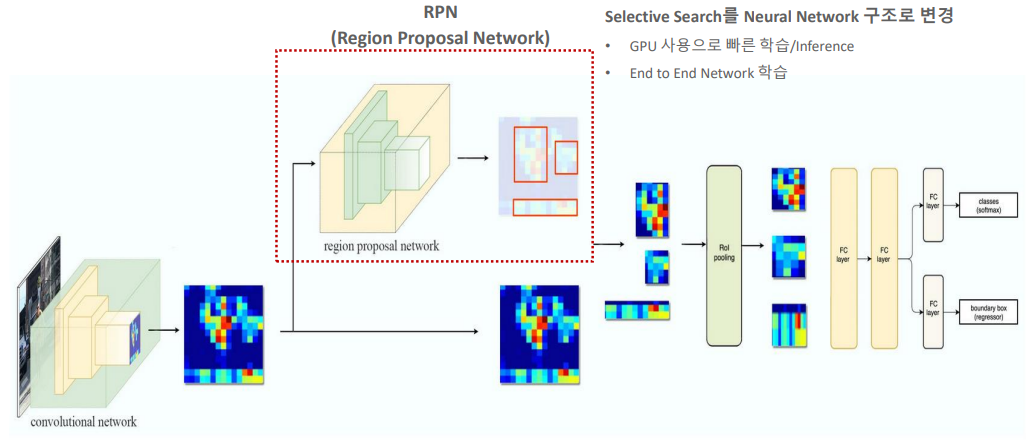 RPN
(Region Proposal Network)
Selective Search를 Neural Network 구조로 변경
• GPU 사용으로 빠른 학습/Inference
• End to End Network 학습
region proposal network
convolutional network
RoI
pooling
FC
layer
FC
layer
FC
layer
classes
(softmax)
FC
layer
boundary box
(regressor)